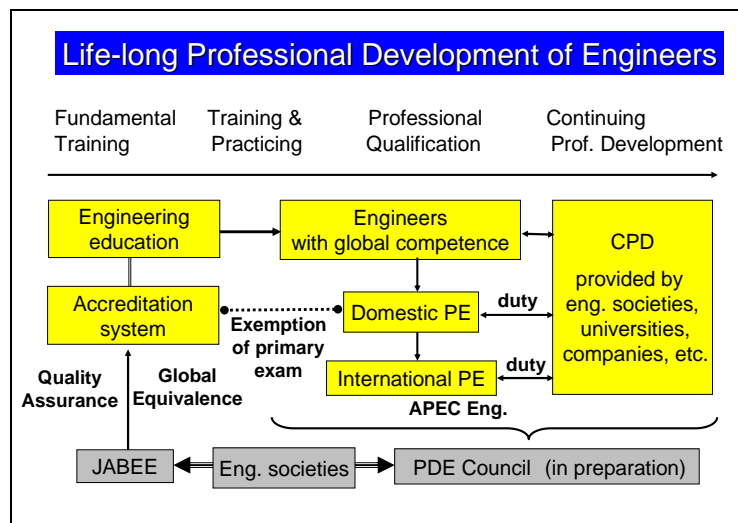 Life-long Professional Development of Engineers
Fundamental
Training
Training &
Practicing
Professional
Qualification
Continuing
Prof. Development
Engineering
education
Engineers
with global competence
CPD
provided by
eng. societies,
universities,
companies, etc.
Accreditation
system
Exemption
of primary
exam
Domestic PE
duty
International PE
duty
APEC Eng.
Quality
Assurance
Global
Equivalence
JABEE
Eng. societies
PDE Council (in preparation)